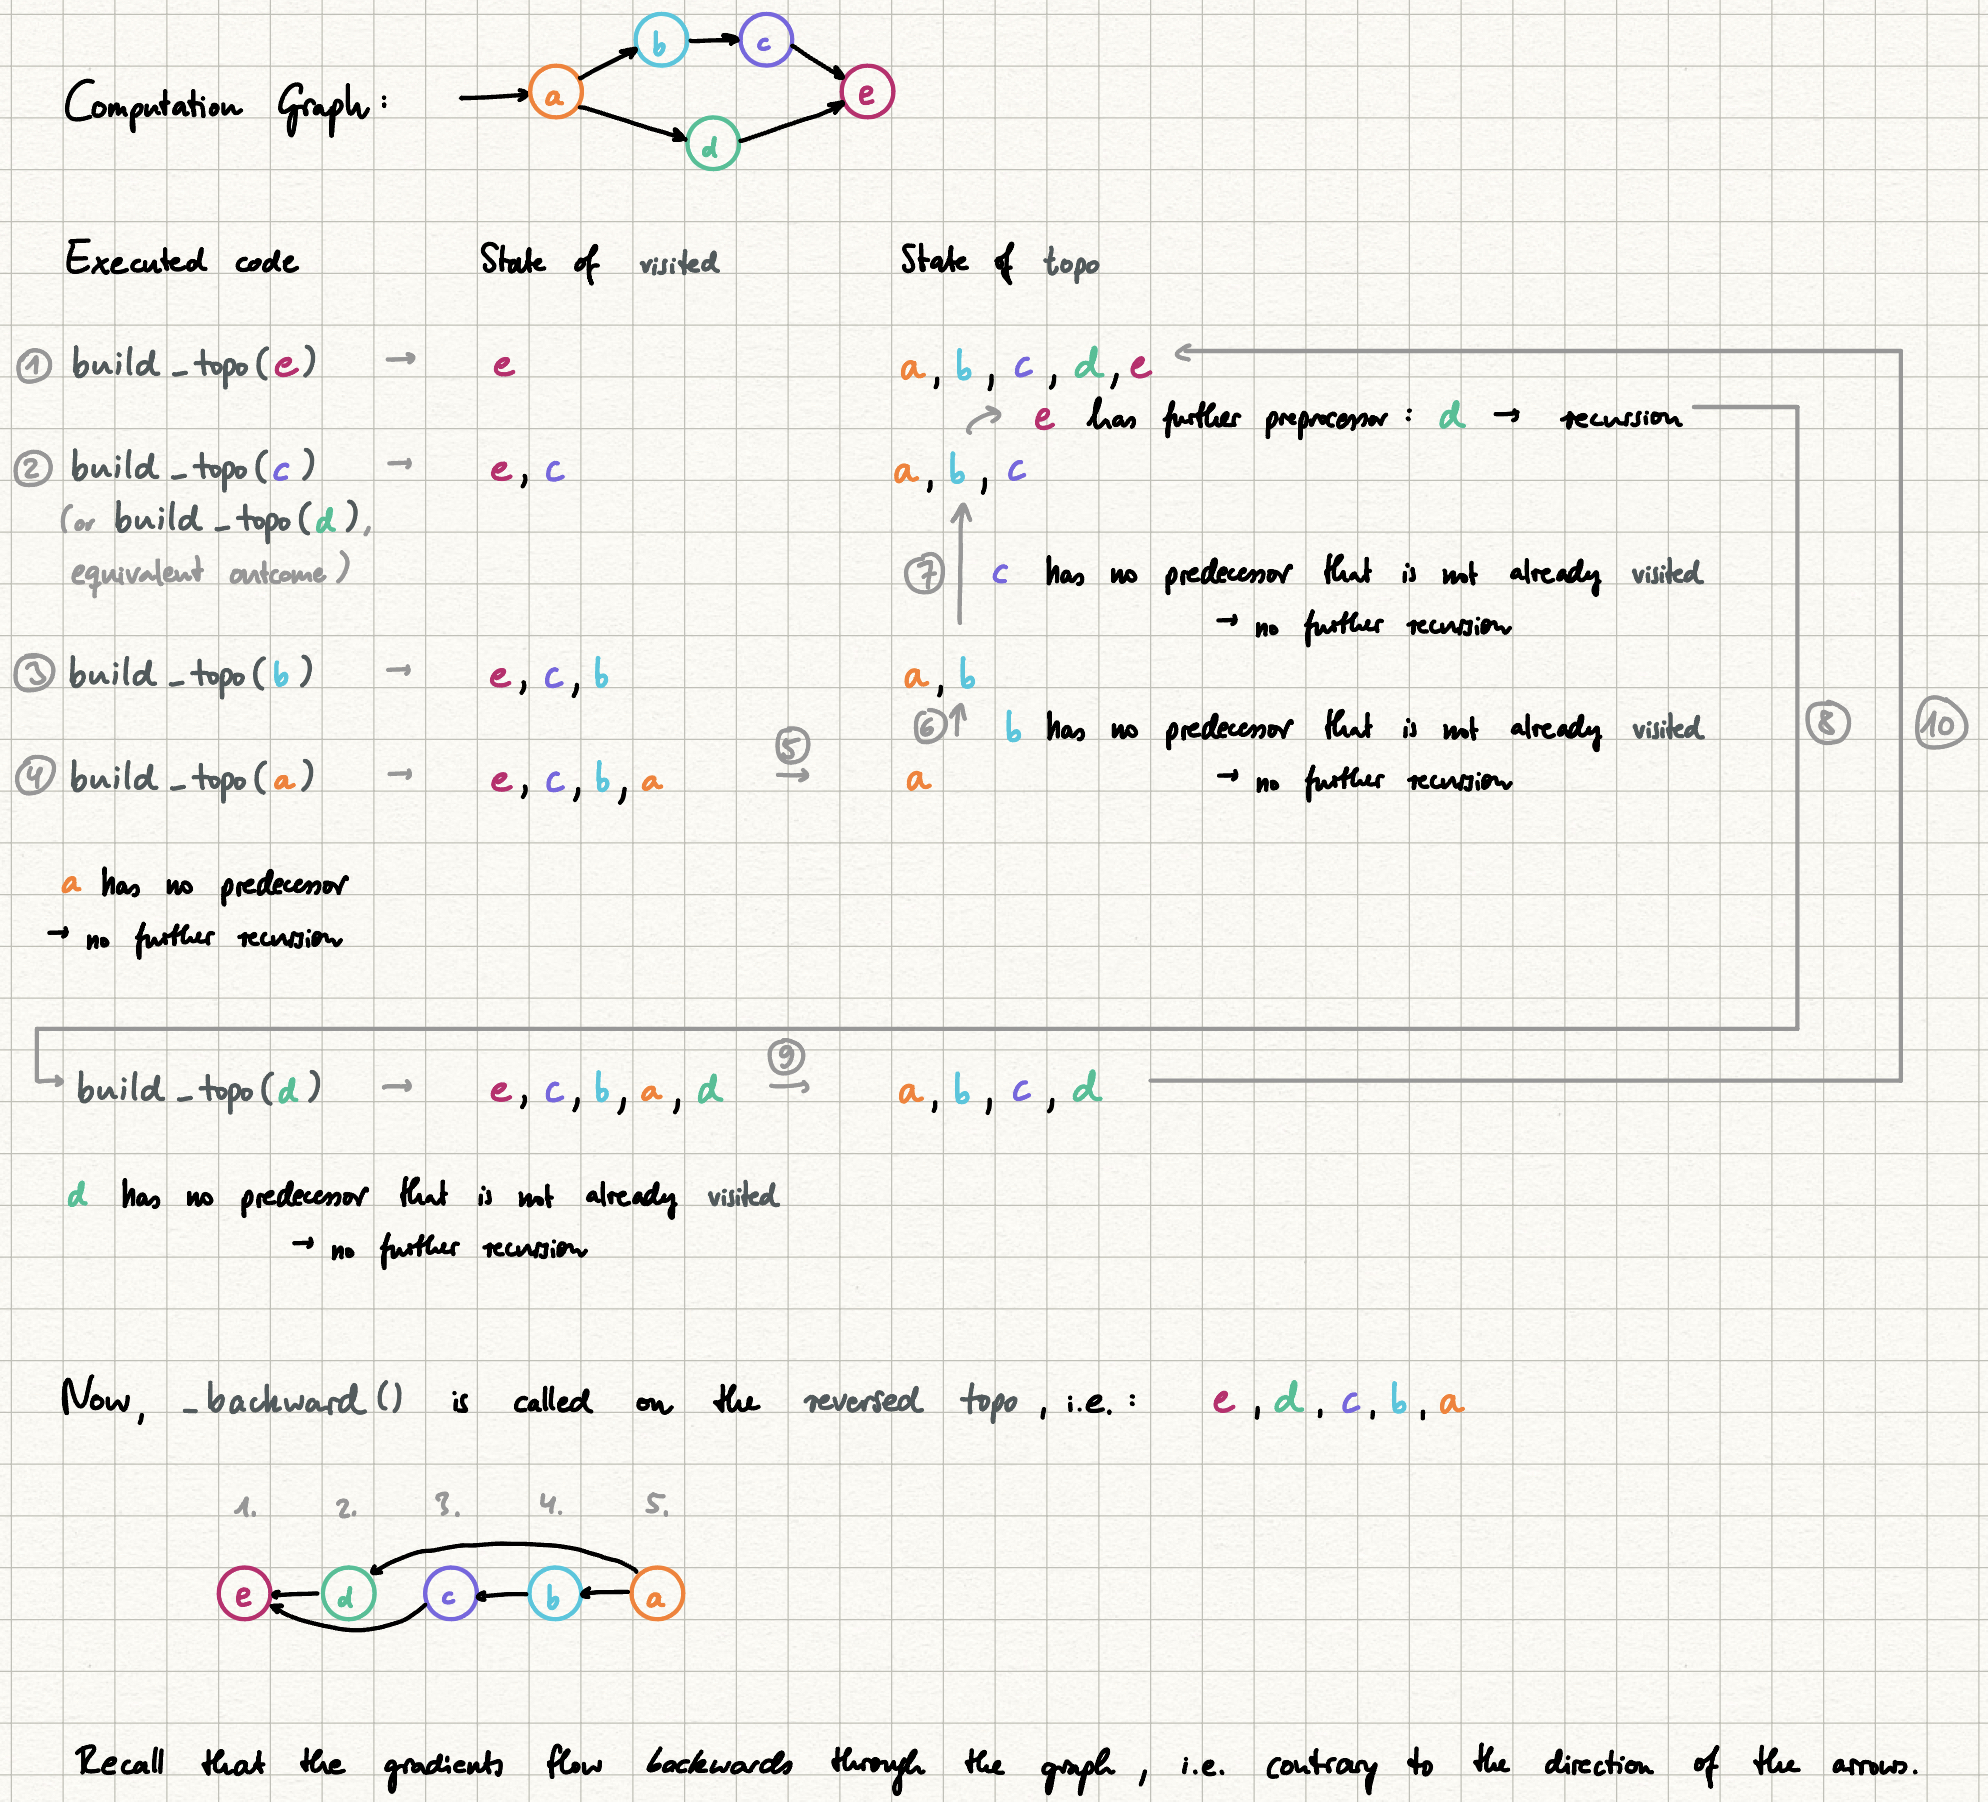 b c
Computation Graph: a e
d
Executed code State of visited State of topo
1 build_topo(e) → e a, b, c, d, e
e has further preprocessor: d → recursion
2 build_topo(c) → e, c a, b, c
(or build_topo(d),
equivalent outcome)
7 c has no predecessor that is not already visited
→ no further recursion
3 build_topo(b) → e, c, b a, b
6 b has no predecessor that is not already visited
8 10
4 build_topo(a) → e, c, b, a 5 → a → no further recursion
a has no predecessor
→ no further recursion
9
build_topo(d) → e, c, b, a, d → a, b, c, d
d has no predecessor that is not already visited
→ no further recursion
Now, _backward() is called on the reversed topo, i.e.: e, d, c, b, a
1. 2. 3. 4. 5.
e d c b a
Recall that the gradients flow backwards through the graph, i.e. contrary to the direction of the arrows.